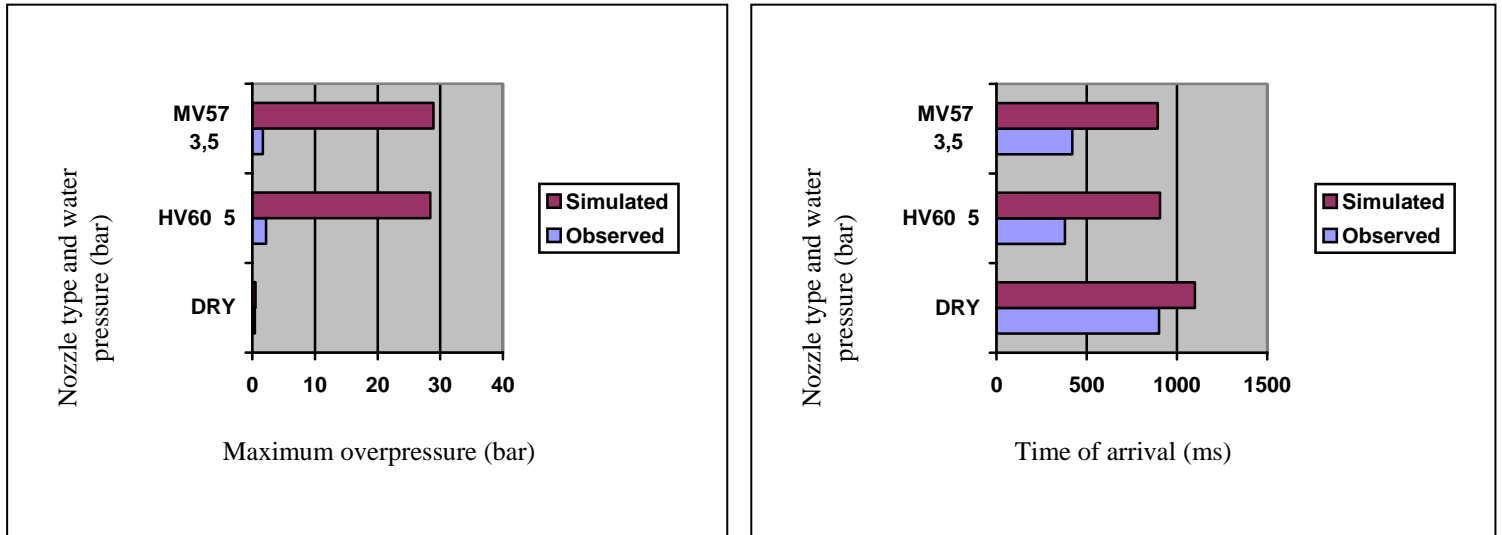 MV57
3,5
HV60 5
DRY
Nozzle type and water
pressure (bar)
0 10 20 30 40
Maximum overpressure (bar)
Simulated
Observed
MV57
3,5
HV60 5
DRY
Nozzle type and water
pressure (bar)
0 500 1000 1500
Time of arrival (ms)
Simulated
Observed